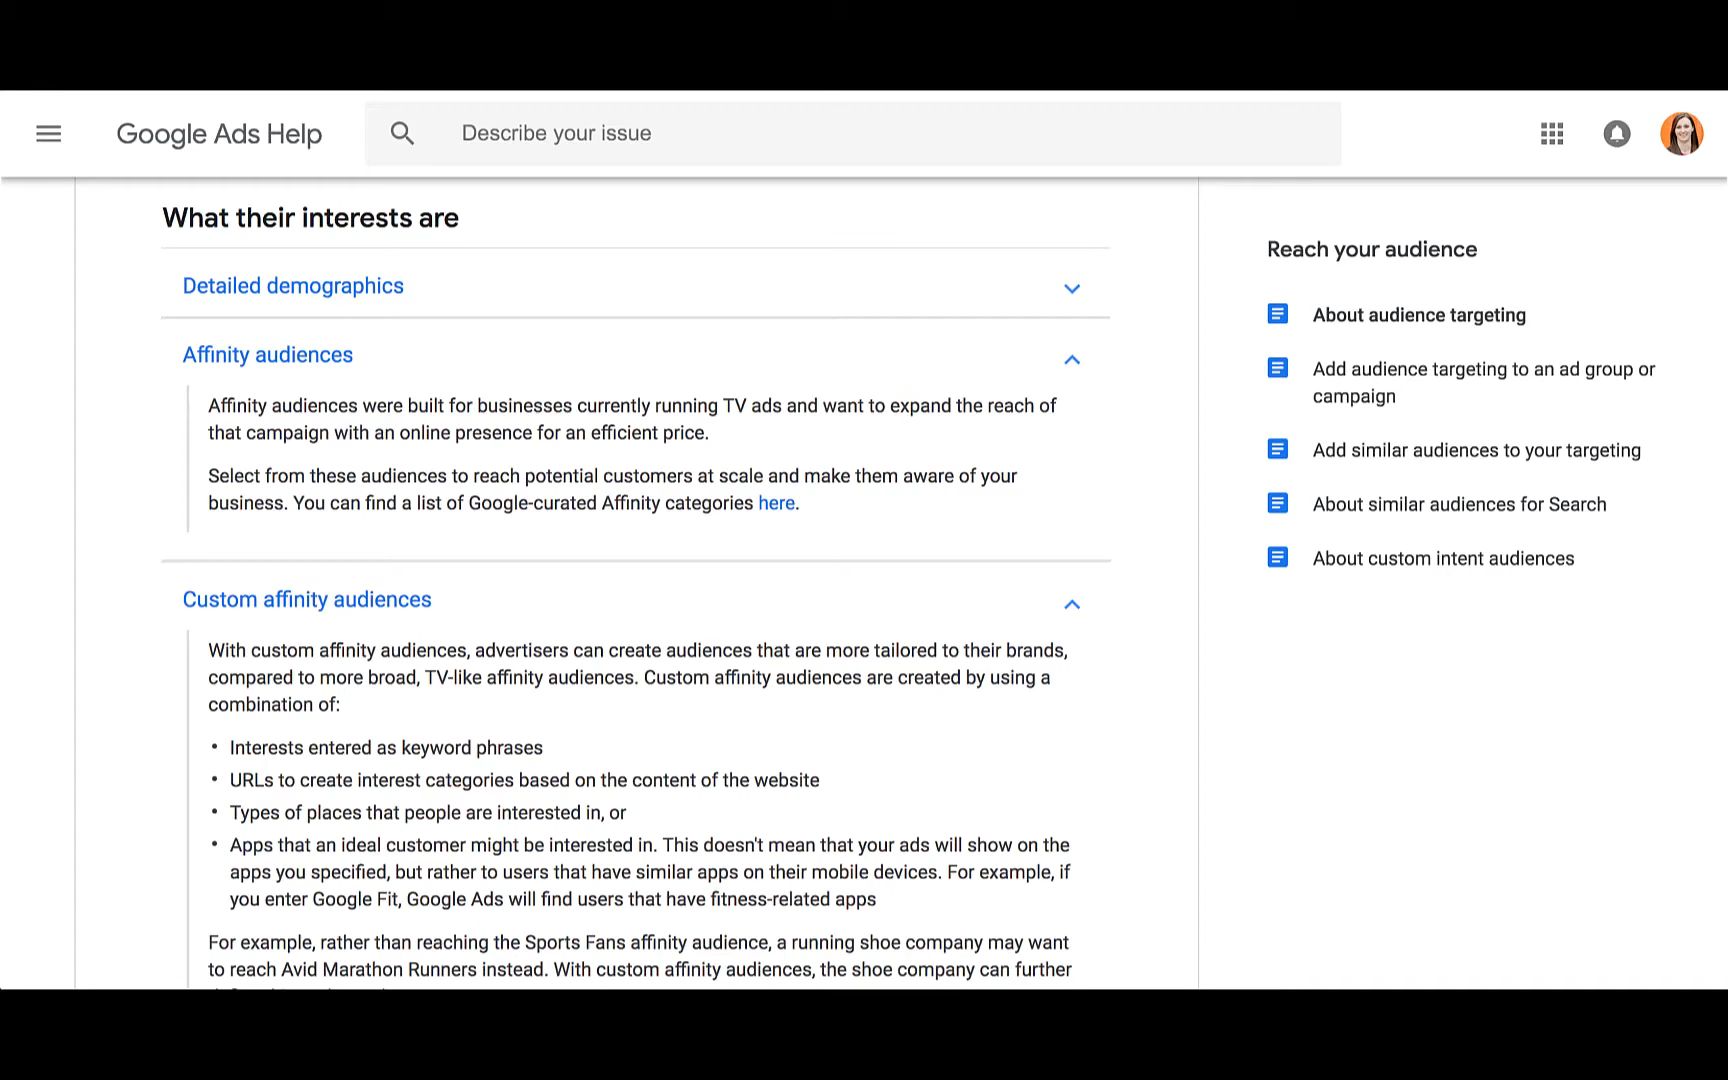 Google Ads Help
Describe your issue
What their interests are
Detailed demographics
Affinity audiences
Affinity audiences were built for businesses currently running TV ads and want to expand the reach of
that campaign with an online presence for an efficient price.
Select from these audiences to reach potential customers at scale and make them aware of your
business. You can find a list of Google-curated Affinity categories here.
Custom affinity audiences
With custom affinity audiences, advertisers can create audiences that are more tailored to their brands,
compared to more broad, TV-like affinity audiences. Custom affinity audiences are created by using a
combination of:
• Interests entered as keyword phrases
• URLs to create interest categories based on the content of the website
• Types of places that people are interested in, or
• Apps that an ideal customer might be interested in. This doesn't mean that your ads will show on the
apps you specified, but rather to users that have similar apps on their mobile devices. For example, if
you enter Google Fit, Google Ads will find users that have fitness-related apps
For example, rather than reaching the Sports Fans affinity audience, a running shoe company may want
to reach Avid Marathon Runners instead. With custom affinity audiences, the shoe company can further
Reach your audience
About audience targeting
Add audience targeting to an ad group or
campaign
Add similar audiences to your targeting
About similar audiences for Search
About custom intent audiences